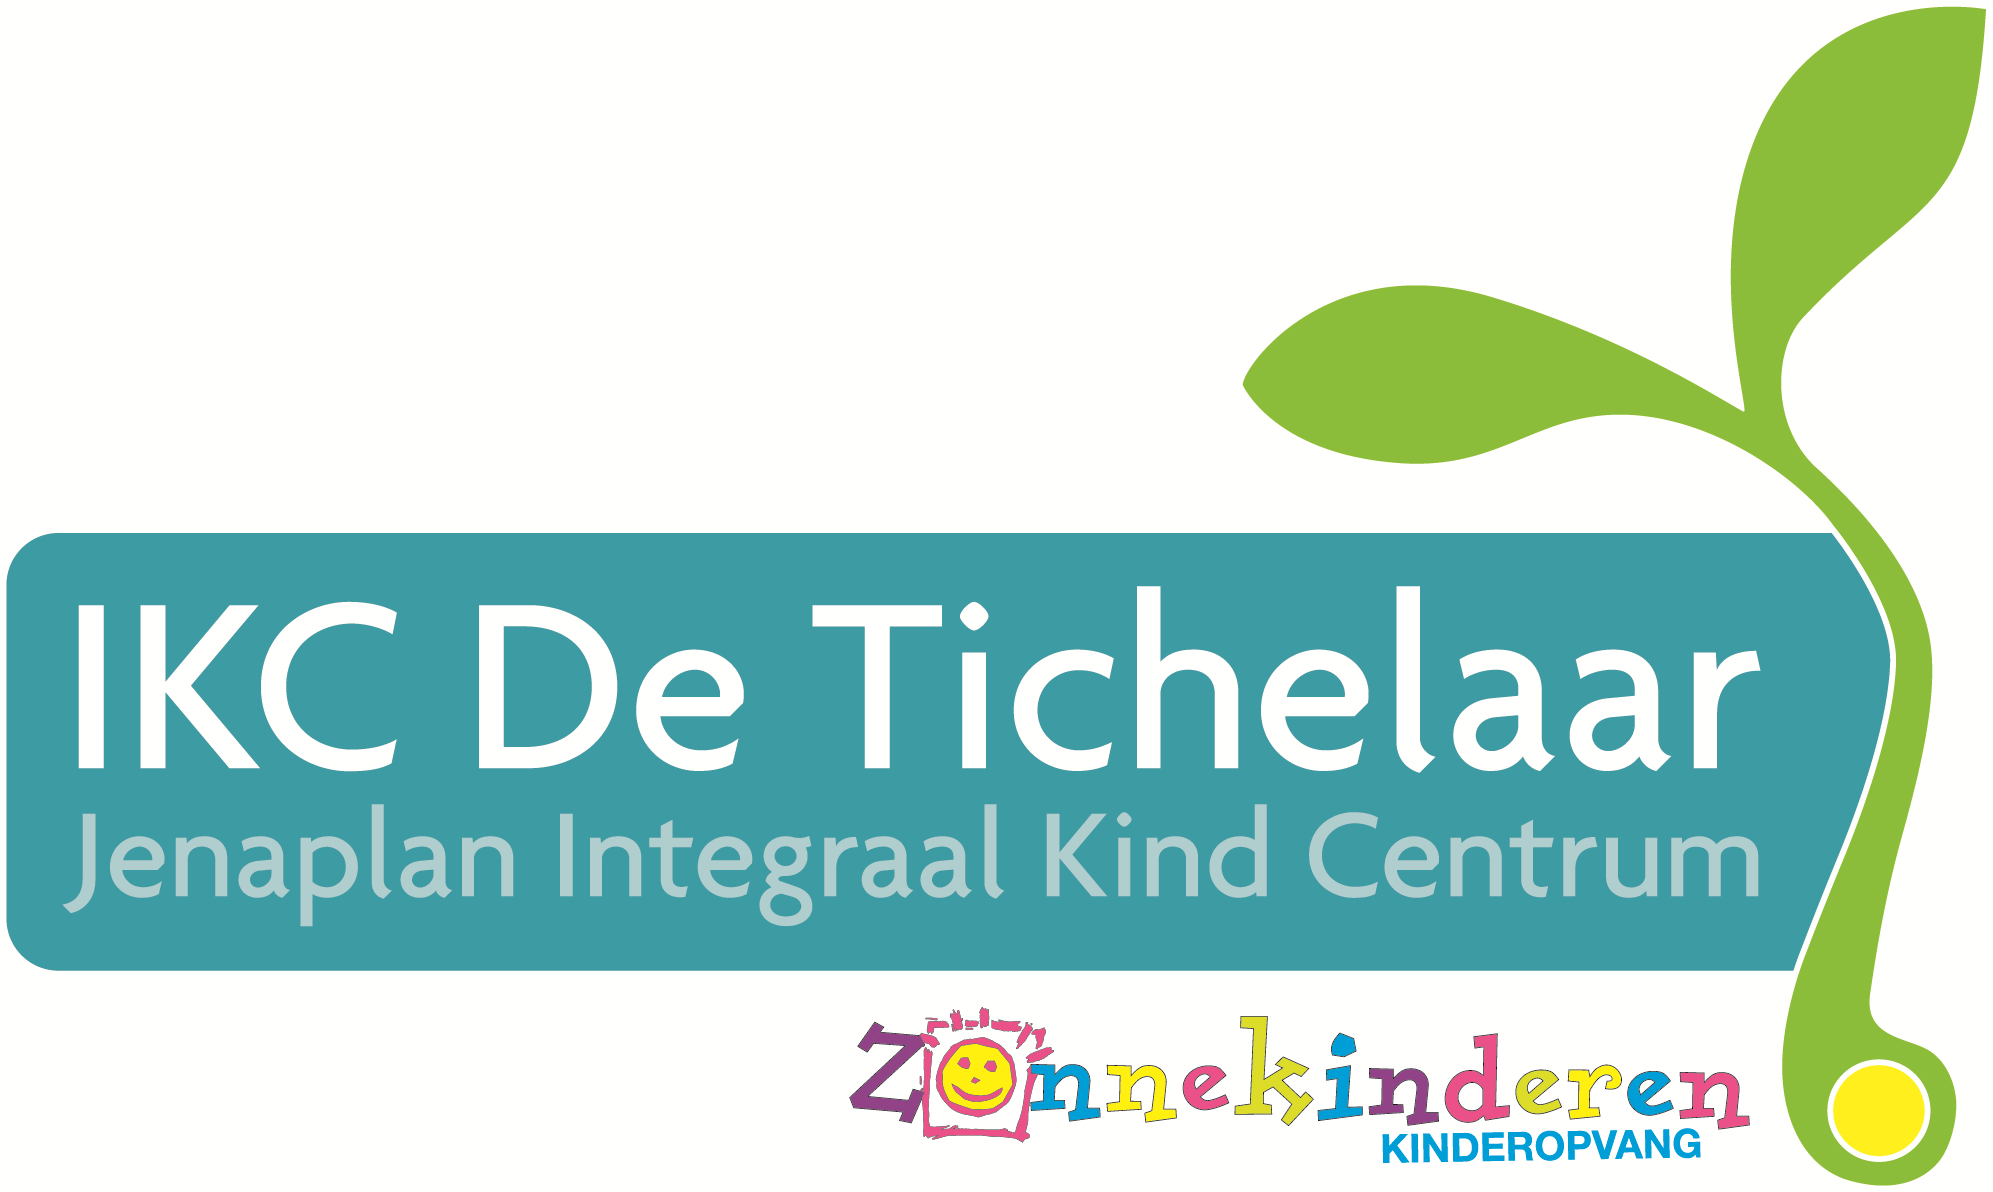 IKC De Tichelaar
Jenaplan Integraal Kind Centrum
Zonnekinderen
KINDEROPVANG